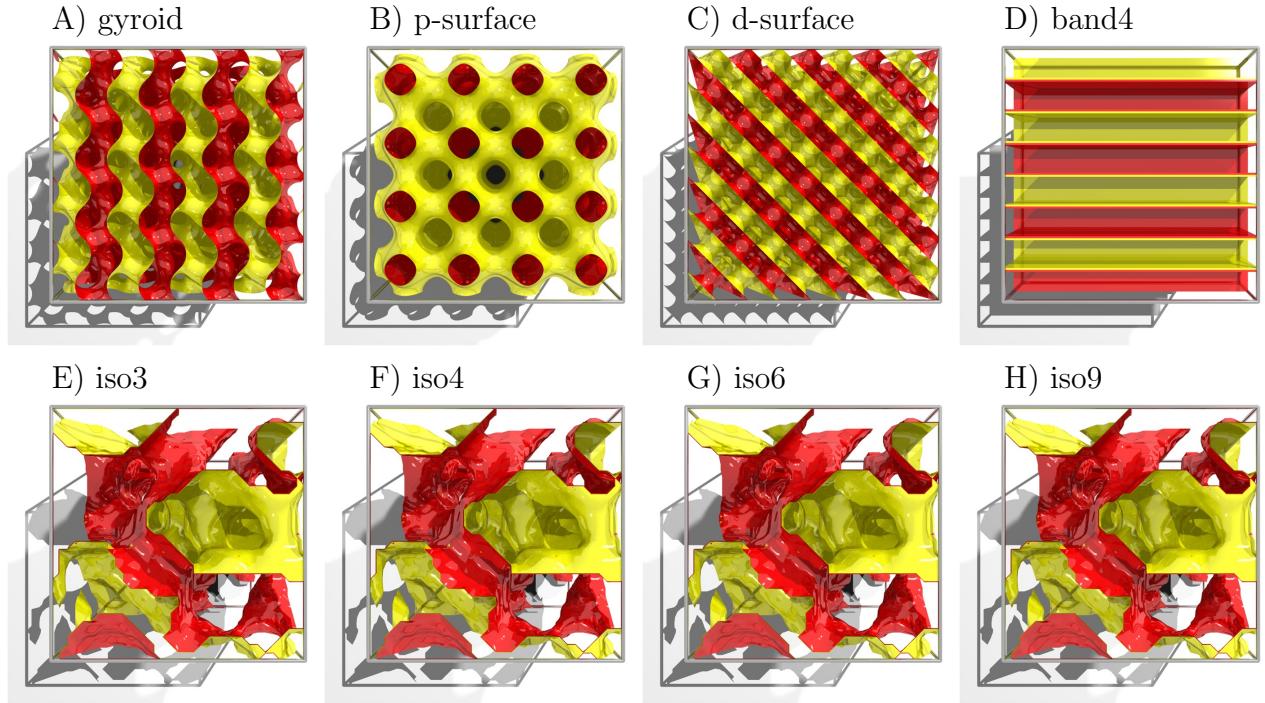 A) gyroid
B) p-surface
C) d-surface
D) band4
E) iso3
F) iso4
G) iso6
H) iso9